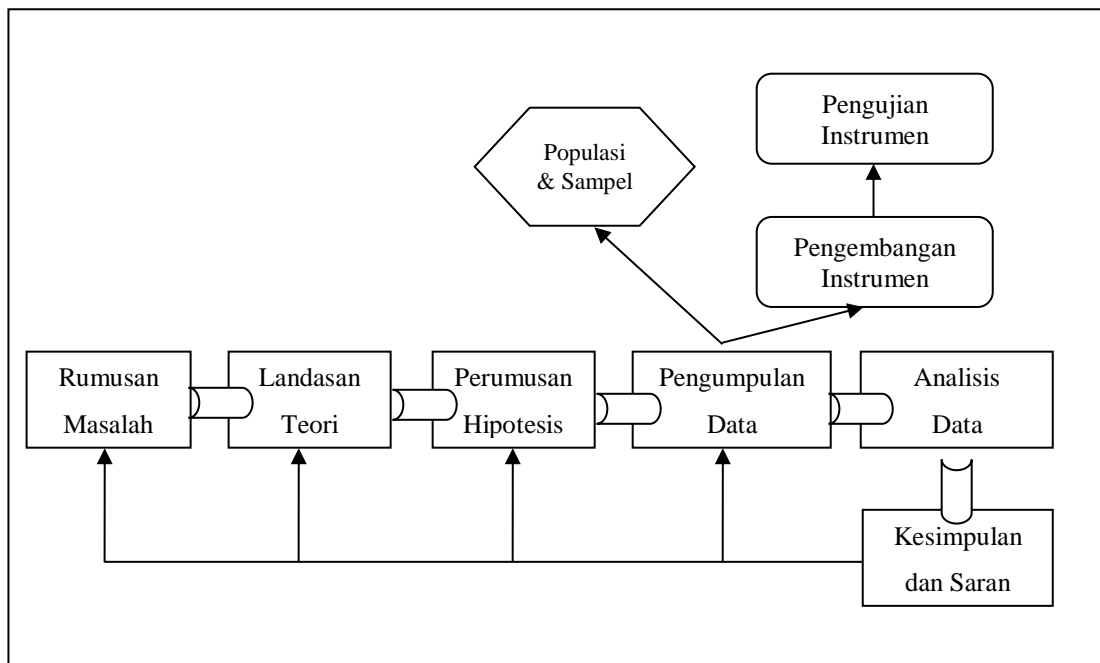 Pengujian
Instrumen
Populasi
& Sampel
Pengembangan
Instrumen
Rumusan
Masalah
Landasan
Teori
Perumusan
Hipotesis
Pengumpulan
Data
Analisis
Data
Kesimpulan
dan Saran